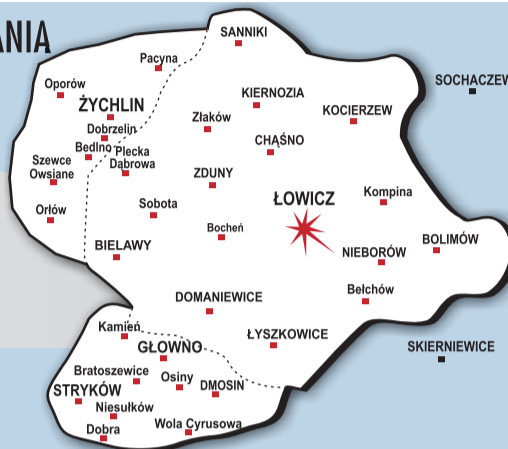 ANIA
SANNIKI
Pacyna
Oporów
SOCHACZEW
KIERNOZIA
ŻYCHLIN
KOCIERZEW
Złaków
Dobrzelin
CHĄŚNO
Bedlno
Plecka
Dąbrowa
Szewce
Owsiane
ZDUNY
Kompina
ŁOWICZ
Sobota
Orłów
Bocheń
BOLIMÓW
BIELAWY
NIEBORÓW
Bełchów
DOMANIEWICE
Kamień
ŁYSZKOWICE
GŁOWNO
SKIERNIEWICE
Bratoszewice
Osiny
DMOSIN
STRYKÓW
Niesułków
Wola Cyrusowa
Dobra